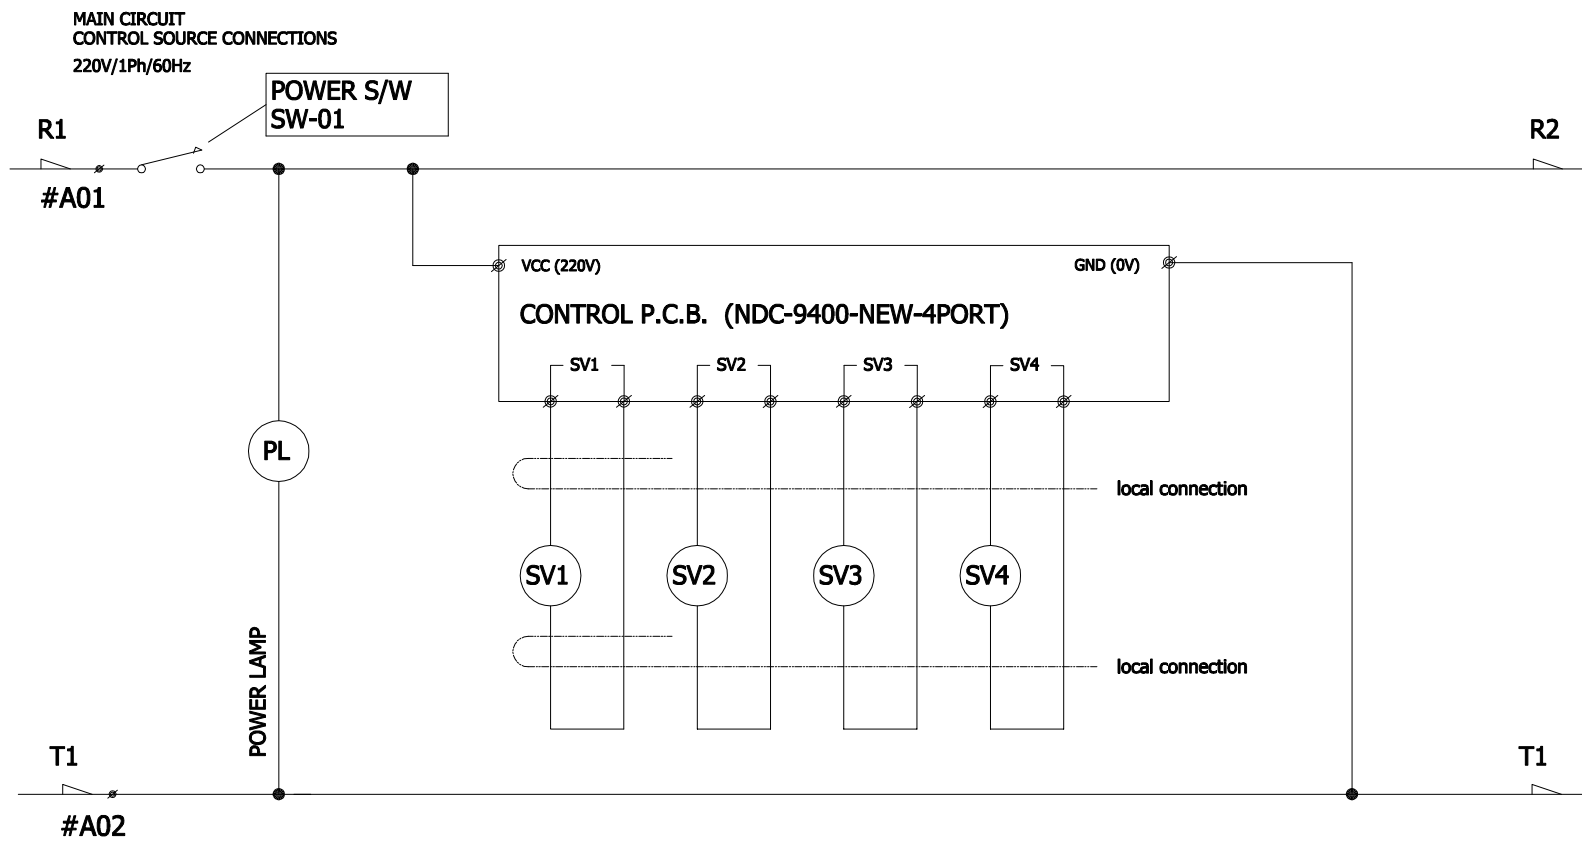 MAIN CIRCUIT
CONTROL SOURCE CONNECTIONS
220V/1Ph/60Hz
POWER S/W
SW-01
R1
R2
#A01
VCC (220V)
GND (0V)
CONTROL P.C.B. (NDC-9400-NEW-4PORT)
SV1
SV2
SV3
SV4
PL
local connection
SV1
SV2
SV3
SV4
POWER LAMP
local connection
T1
T1
#A02